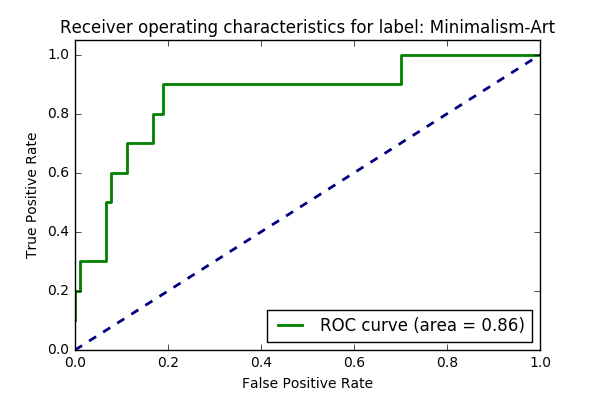 Receiver operating characteristics for label: Minimalism-Art
1.0
0.8
0.6
0.4
0.2
0.0
True Positive Rate
ROC curve (area = 0.86)
0.0 0.2 0.4 0.6 0.8 1.0
False Positive Rate